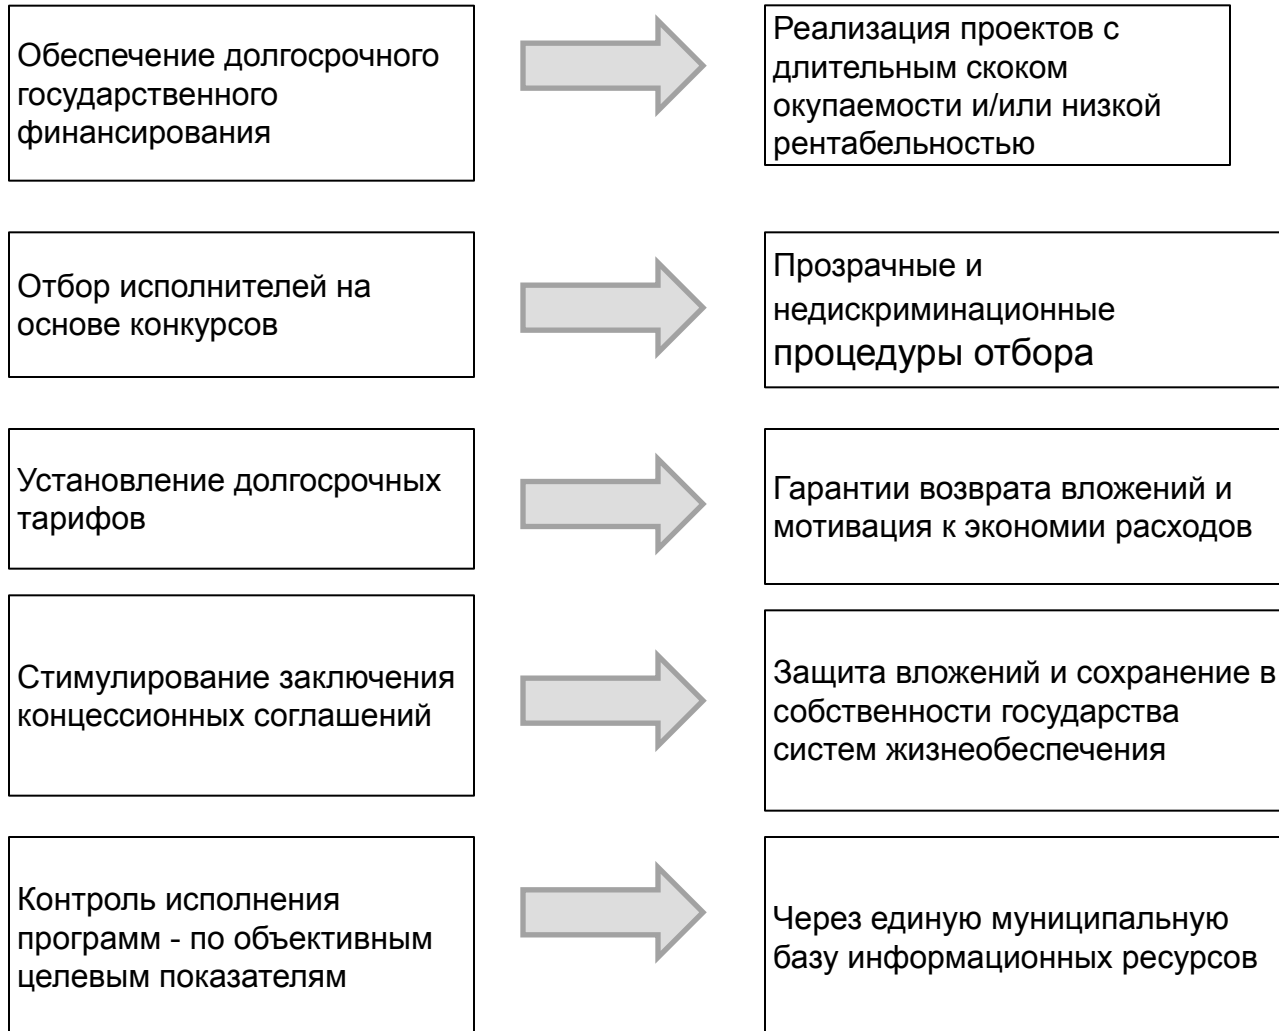 Обеспечение долгосрочного
государственного
финансирования
Реализация проектов с
длительным скоком
окупаемости и/или низкой
рентабельностью
Отбор исполнителей на
основе конкурсов
Прозрачные и
недискриминационные
процедуры отбора
Установление долгосрочных
тарифов
Гарантии возврата вложений и
мотивация к экономии расходов
Стимулирование заключения
концессионных соглашений
Защита вложений и сохранение в
собственности государства
систем жизнеобеспечения
Контроль исполнения
программ - по объективным
целевым показателям
Через единую муниципальную
базу информационных ресурсов